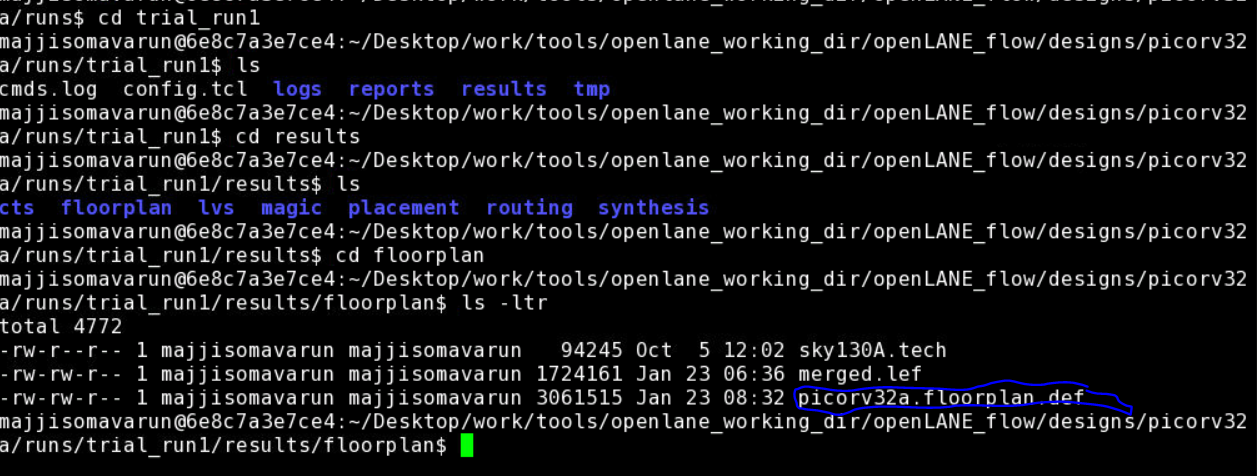 a/runs$ cd trial_run1
majjisomavarun@6e8c7a3e7ce4:~/Desktop/work/tools/openlane_working_dir/openLANE_flow/designs/picorv32
a/runs/trial_run1$ ls
cmds.log  config.tcl  logs  reports  results  tmp
majjisomavarun@6e8c7a3e7ce4:~/Desktop/work/tools/openlane_working_dir/openLANE_flow/designs/picorv32
a/runs/trial_run1$ cd results
majjisomavarun@6e8c7a3e7ce4:~/Desktop/work/tools/openlane_working_dir/openLANE_flow/designs/picorv32
a/runs/trial_run1/results$ ls
cts  floorplan  lvs  magic  placement  routing  synthesis
majjisomavarun@6e8c7a3e7ce4:~/Desktop/work/tools/openlane_working_dir/openLANE_flow/designs/picorv32
a/runs/trial_run1/results$ cd floorplan
majjisomavarun@6e8c7a3e7ce4:~/Desktop/work/tools/openlane_working_dir/openLANE_flow/designs/picorv32
a/runs/trial_run1/results/floorplan$ ls -ltr
total 4772
-rw-r--r-- 1 majjisomavarun majjisomavarun   94245 Oct  5 12:02 sky130A.tech
-rw-rw-r-- 1 majjisomavarun majjisomavarun 1724161 Jan 23 06:36 merged.lef
-rw-rw-r-- 1 majjisomavarun majjisomavarun 3061515 Jan 23 08:32 picorv32a.floorplan.def
majjisomavarun@6e8c7a3e7ce4:~/Desktop/work/tools/openlane_working_dir/openLANE_flow/designs/picorv32
a/runs/trial_run1/results/floorplan$